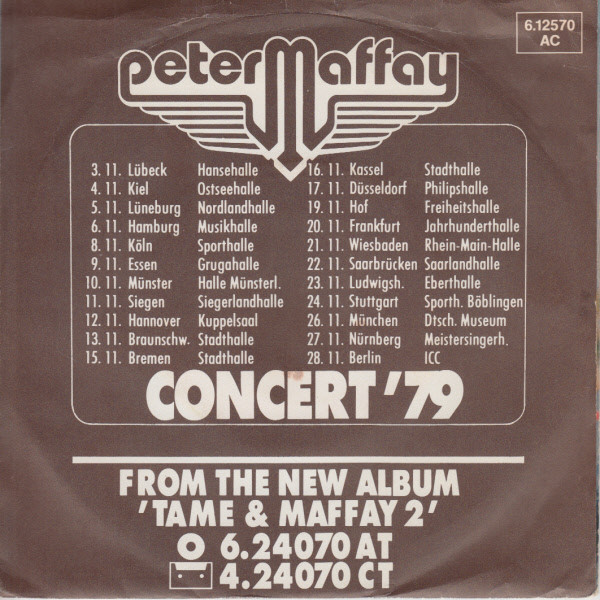 6.12570
AC
peter Maffay
3. 11. Lübeck Hansehalle
4. 11. Kiel Ostseehalle
5. 11. Lüneburg Nordlandhalle
6. 11. Hamburg Musikhalle
8. 11. Köln Sporthalle
9. 11. Essen Grugahalle
10. 11. Münster Halle Münsterl.
11. 11. Siegen Siegerlandhalle
12. 11. Hannover Kuppelsaal
13. 11. Braunschw. Stadthalle
15. 11. Bremen Stadthalle
16. 11. Kassel Stadthalle
17. 11. Düsseldorf Philipshalle
19. 11. Hof Freiheitshalle
20. 11. Frankfurt Jahrhunderthalle
21. 11. Wiesbaden Rhein-Main-Halle
22. 11. Saarbrücken Saarlandhalle
23. 11. Ludwigsh. Eberthalle
24. 11. Stuttgart Sporth. Böblingen
26. 11. München Dtsch. Museum
27. 11. Nürnberg Meistersingerh.
28. 11. Berlin ICC
CONCERT '79
FROM THE NEW ALBUM
'TAME & MAFFAY 2'
6.24070 AT
4.24070 CT